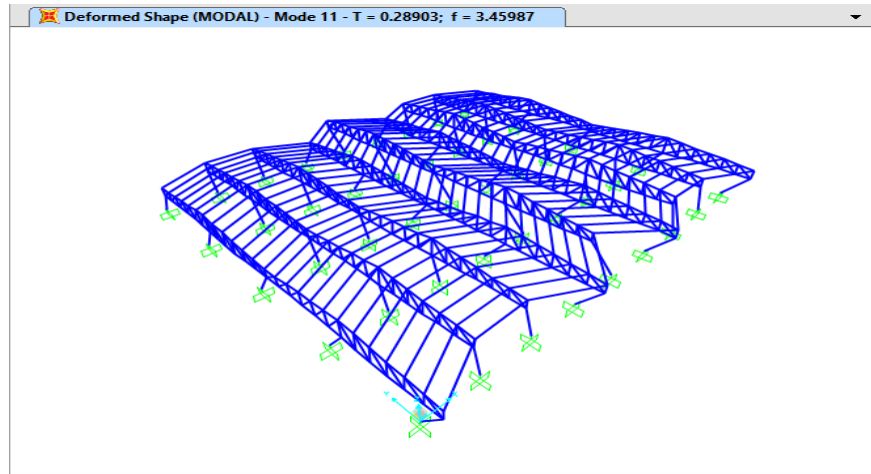 Deformed Shape (MODAL) - Mode 11 - T = 0.28903; f = 3.45987